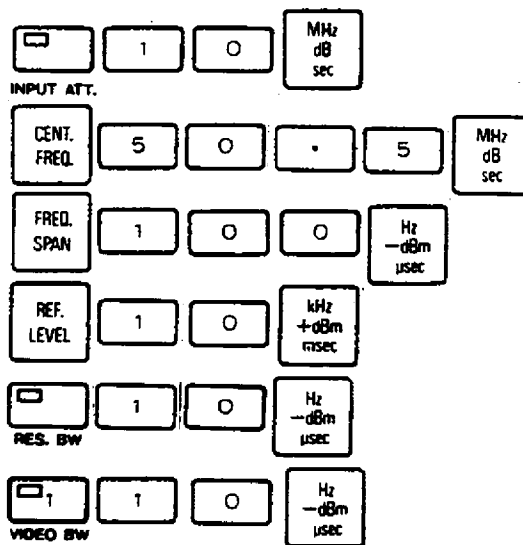 MHz
1 0 dB
sec
INPUT ATT.
CENT. MHz
5 0 . 5 dB
FREQ. sec
FREQ. Hz
1 0 0 -dBm
SPAN µsec
REF. kHz
1 0 +dBm
LEVEL msec
Hz
1 0 -dBm
RES. BW µsec
Hz
1 1 0 -dBm
VIDEO BW µsec